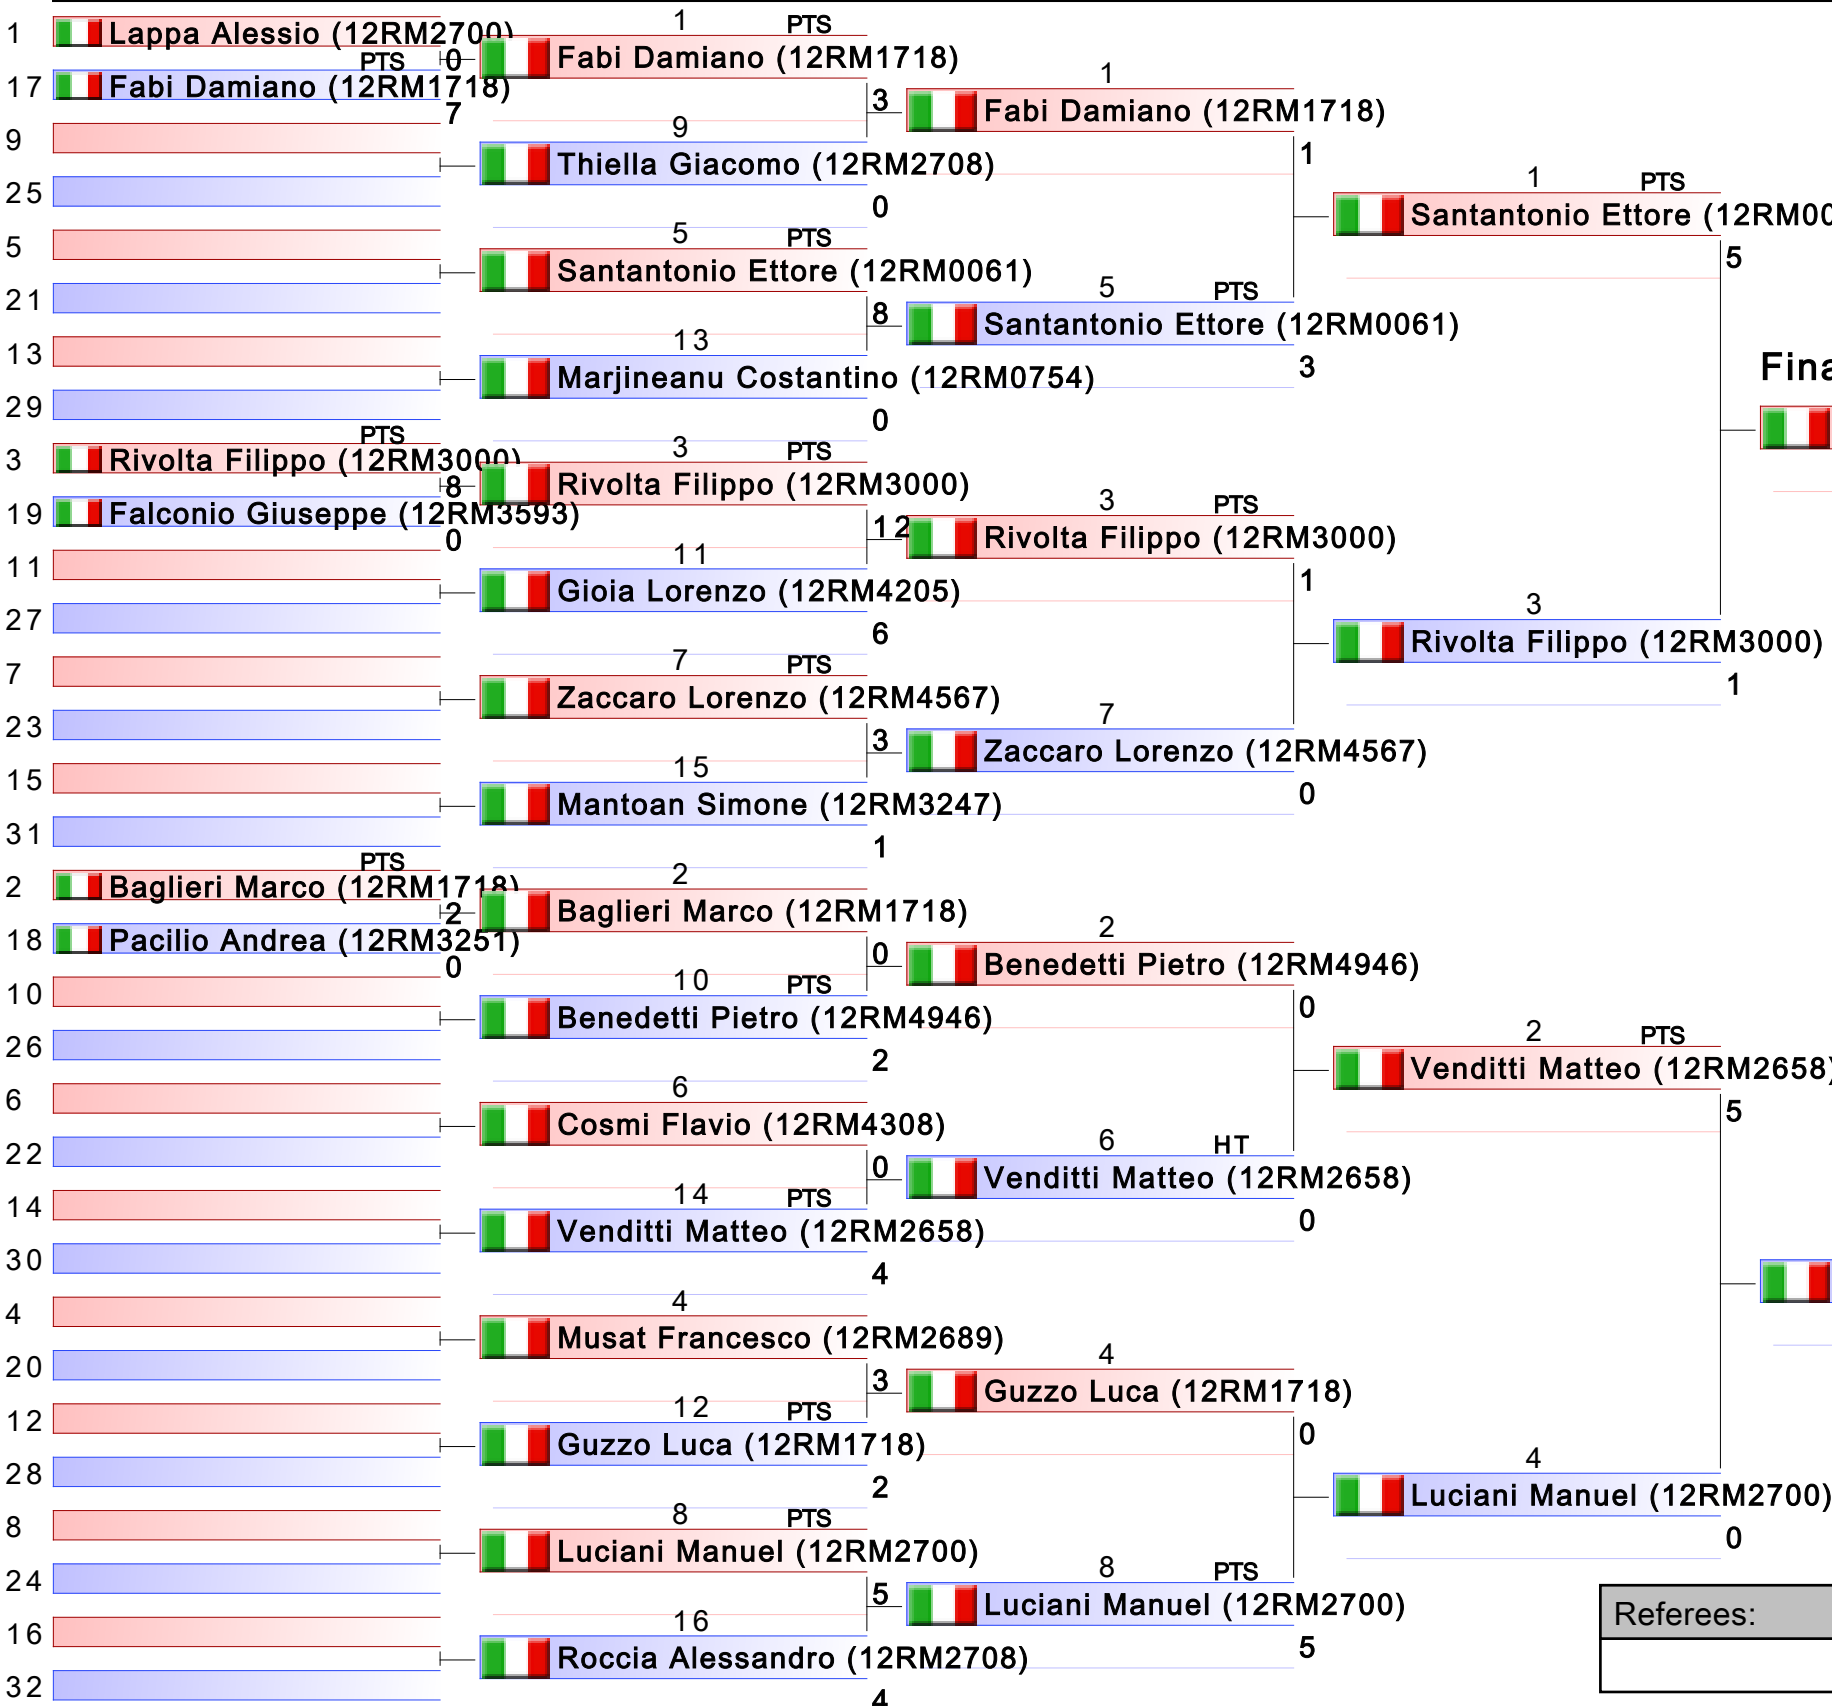 1 Lappa Alessio (12RM2700)
PTS 0
17 Fabi Damiano (12RM1718)
7
9
25
5
21
13
29
PTS
3 Rivolta Filippo (12RM3000)
8
19 Falconio Giuseppe (12RM3593)
0
11
27
7
23
15
31
PTS
2 Baglieri Marco (12RM1718)
2
18 Pacilio Andrea (12RM3251)
0
10
26
6
22
14
30
4
20
12
28
8
24
16
32
1 PTS
Fabi Damiano (12RM1718)
3
9
Thiella Giacomo (12RM2708)
0
5 PTS
Santantonio Ettore (12RM0061)
8
13
Marjineanu Costantino (12RM0754)
0
3 PTS
Rivolta Filippo (12RM3000)
12
11
Gioia Lorenzo (12RM4205)
6
7 PTS
Zaccaro Lorenzo (12RM4567)
3
15
Mantoan Simone (12RM3247)
1
2
Baglieri Marco (12RM1718)
0
10 PTS
Benedetti Pietro (12RM4946)
2
6
Cosmi Flavio (12RM4308)
0
14 PTS
Venditti Matteo (12RM2658)
4
4
Musat Francesco (12RM2689)
3
12 PTS
Guzzo Luca (12RM1718)
2
8 PTS
Luciani Manuel (12RM2700)
5
16
Roccia Alessandro (12RM2708)
4
1
Fabi Damiano (12RM1718)
1
5 PTS
Santantonio Ettore (12RM0061)
3
3 PTS
Rivolta Filippo (12RM3000)
1
7
Zaccaro Lorenzo (12RM4567)
0
2
Benedetti Pietro (12RM4946)
0
6 HT
Venditti Matteo (12RM2658)
0
4
Guzzo Luca (12RM1718)
0
8 PTS
Luciani Manuel (12RM2700)
5
1 PTS
Santantonio Ettore (12RM00
5
3
Rivolta Filippo (12RM3000)
1
2 PTS
Venditti Matteo (12RM2658)
5
4
Luciani Manuel (12RM2700)
0
Fina
Referees: